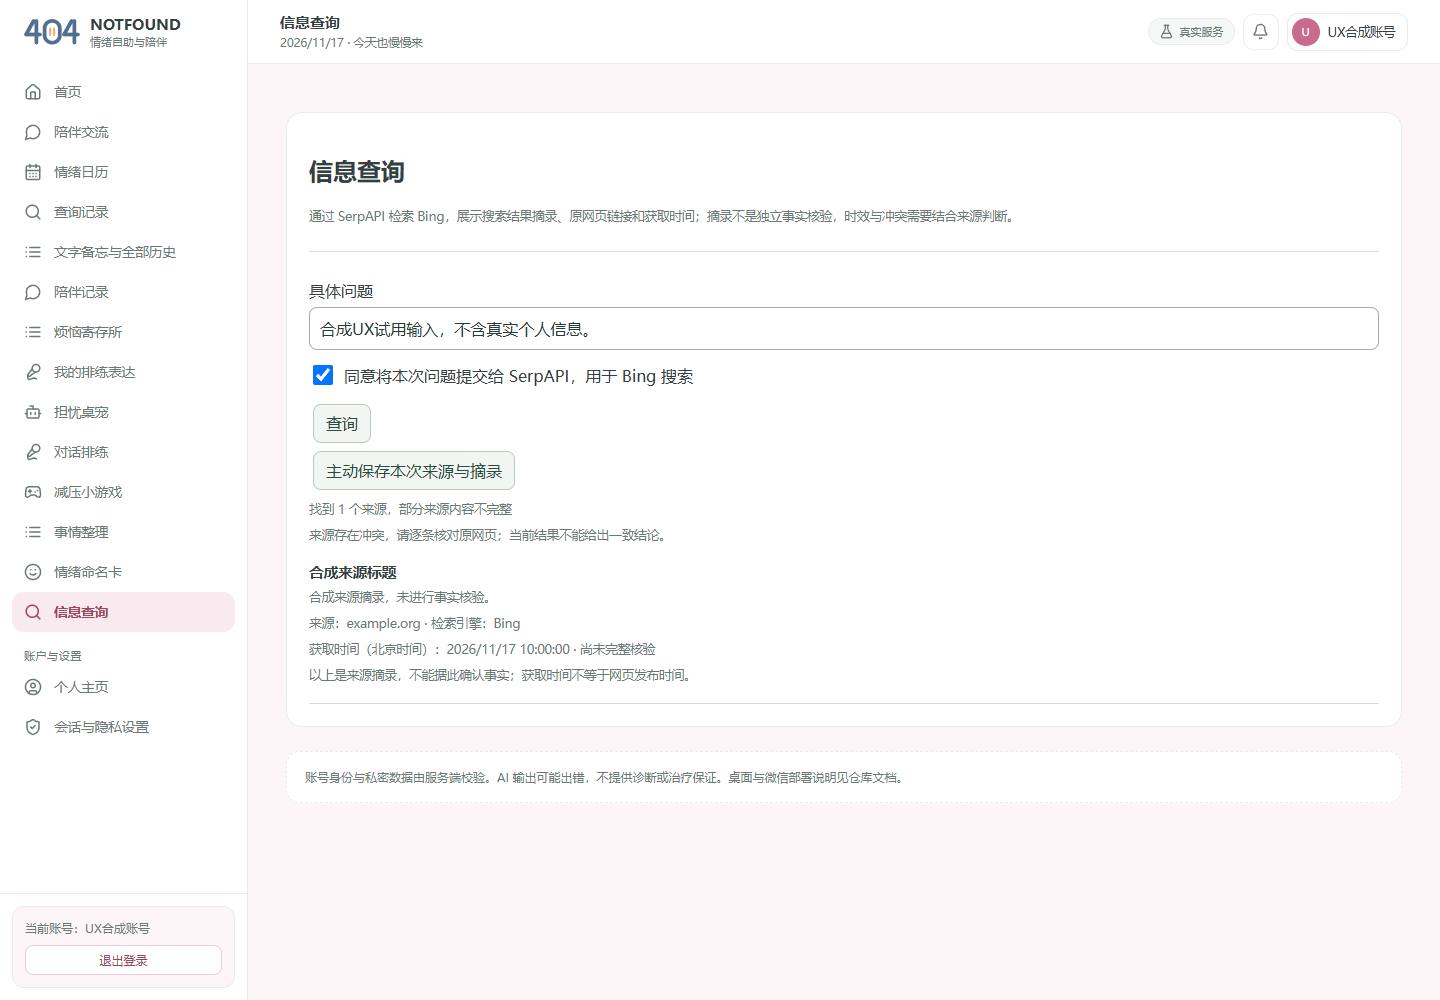 404 NOTFOUND
情绪自助与陪伴
首页
陪伴交流
情绪日历
查询记录
文字备忘与全部历史
陪伴记录
烦恼寄存所
我的排练表达
担忧桌宠
对话排练
减压小游戏
事情整理
情绪命名卡
信息查询
账户与设置
个人主页
会话与隐私设置
当前账号：UX合成账号
退出登录
信息查询
2026/11/17 · 今天也慢慢来
真实服务
U UX合成账号
信息查询
通过 SerpAPI 检索 Bing，展示搜索结果摘录、原网页链接和获取时间；摘录不是独立事实核验，时效与冲突需要结合来源判断。
具体问题
合成UX试用输入，不含真实个人信息。
同意将本次问题提交给 SerpAPI，用于 Bing 搜索
查询
主动保存本次来源与摘录
找到 1 个来源，部分来源内容不完整
来源存在冲突，请逐条核对原网页；当前结果不能给出一致结论。
合成来源标题
合成来源摘录，未进行事实核验。
来源：example.org · 检索引擎：Bing
获取时间（北京时间）：2026/11/17 10:00:00 · 尚未完整核验
以上是来源摘录，不能据此确认事实；获取时间不等于网页发布时间。
账号身份与私密数据由服务端校验。AI 输出可能出错，不提供诊断或治疗保证。桌面与微信部署说明见仓库文档。